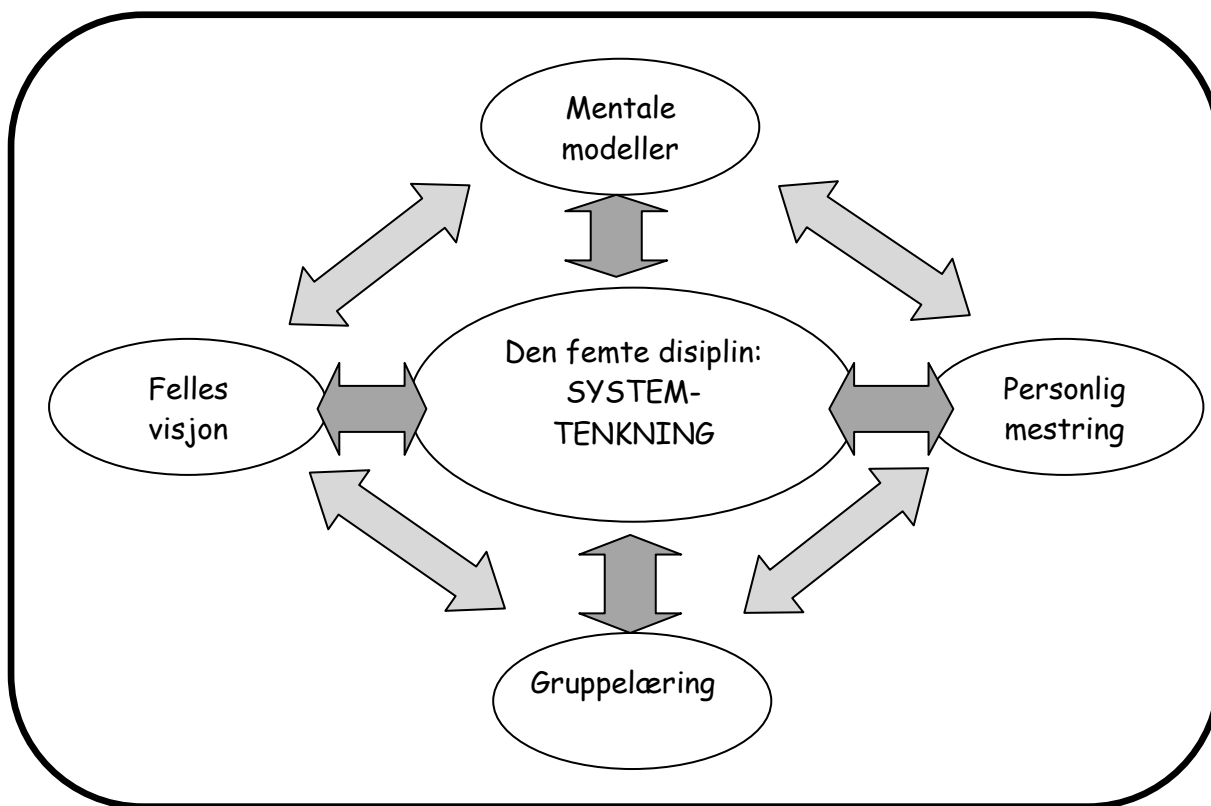 Mentale
modeller
Den femte disiplin:
SYSTEM-
TENKNING
Felles
visjon
Personlig
mestring
Gruppelæring